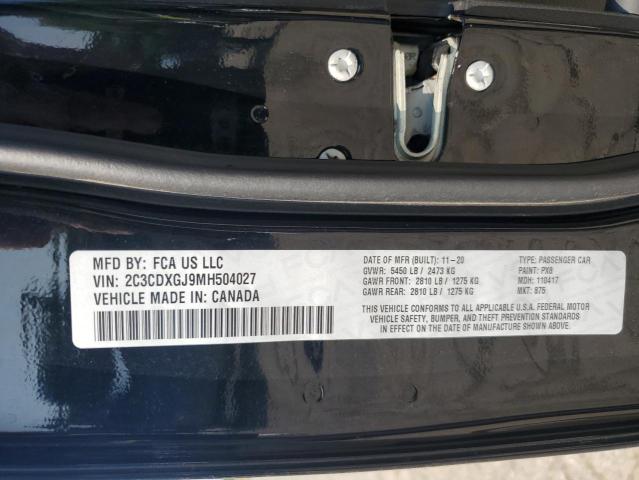 MFD BY: FCA US LLC
VIN: 2C3CDXGJ9MH504027
VEHICLE MADE IN: CANADA
DATE OF MFR (BUILT): 11-20
GVWR: 5450 LB / 2473 KG
GAWR FRONT: 2810 LB / 1275 KG
GAWR REAR: 2810 LB / 1275 KG
TYPE: PASSENGER CAR
PAINT: PX8
MDH: 110417
MKT: 875
THIS VEHICLE CONFORMS TO ALL APPLICABLE U.S.A. FEDERAL MOTOR
VEHICLE SAFETY, BUMPER, AND THEFT PREVENTION STANDARDS
IN EFFECT ON THE DATE OF MANUFACTURE SHOWN ABOVE.